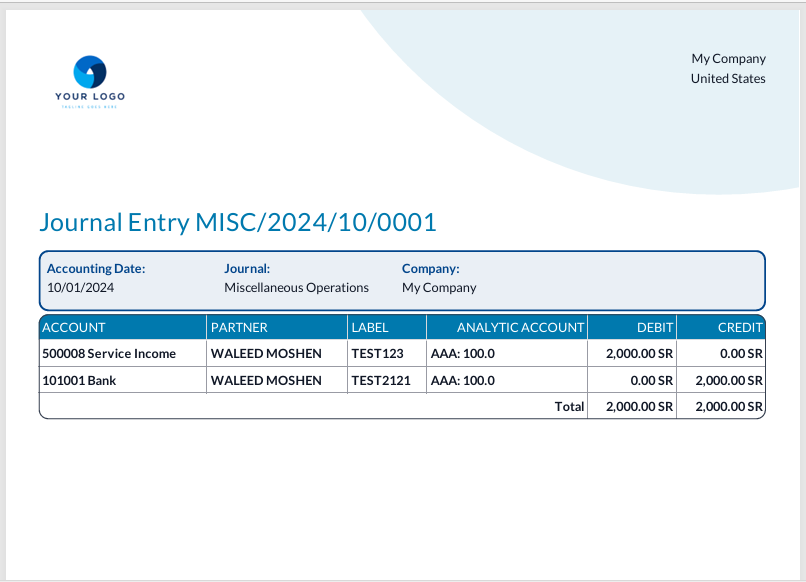 My Company
United States
YOUR LOGO
TAGLINE GOES HERE
Journal Entry MISC/2024/10/0001
Accounting Date: Journal: Company:
10/01/2024 Miscellaneous Operations My Company
ACCOUNT PARTNER LABEL ANALYTIC ACCOUNT DEBIT CREDIT
500008 Service Income WALEED MOSHEN TEST123 AAA: 100.0 2,000.00 SR 0.00 SR
101001 Bank WALEED MOSHEN TEST2121 AAA: 100.0 0.00 SR 2,000.00 SR
Total 2,000.00 SR 2,000.00 SR